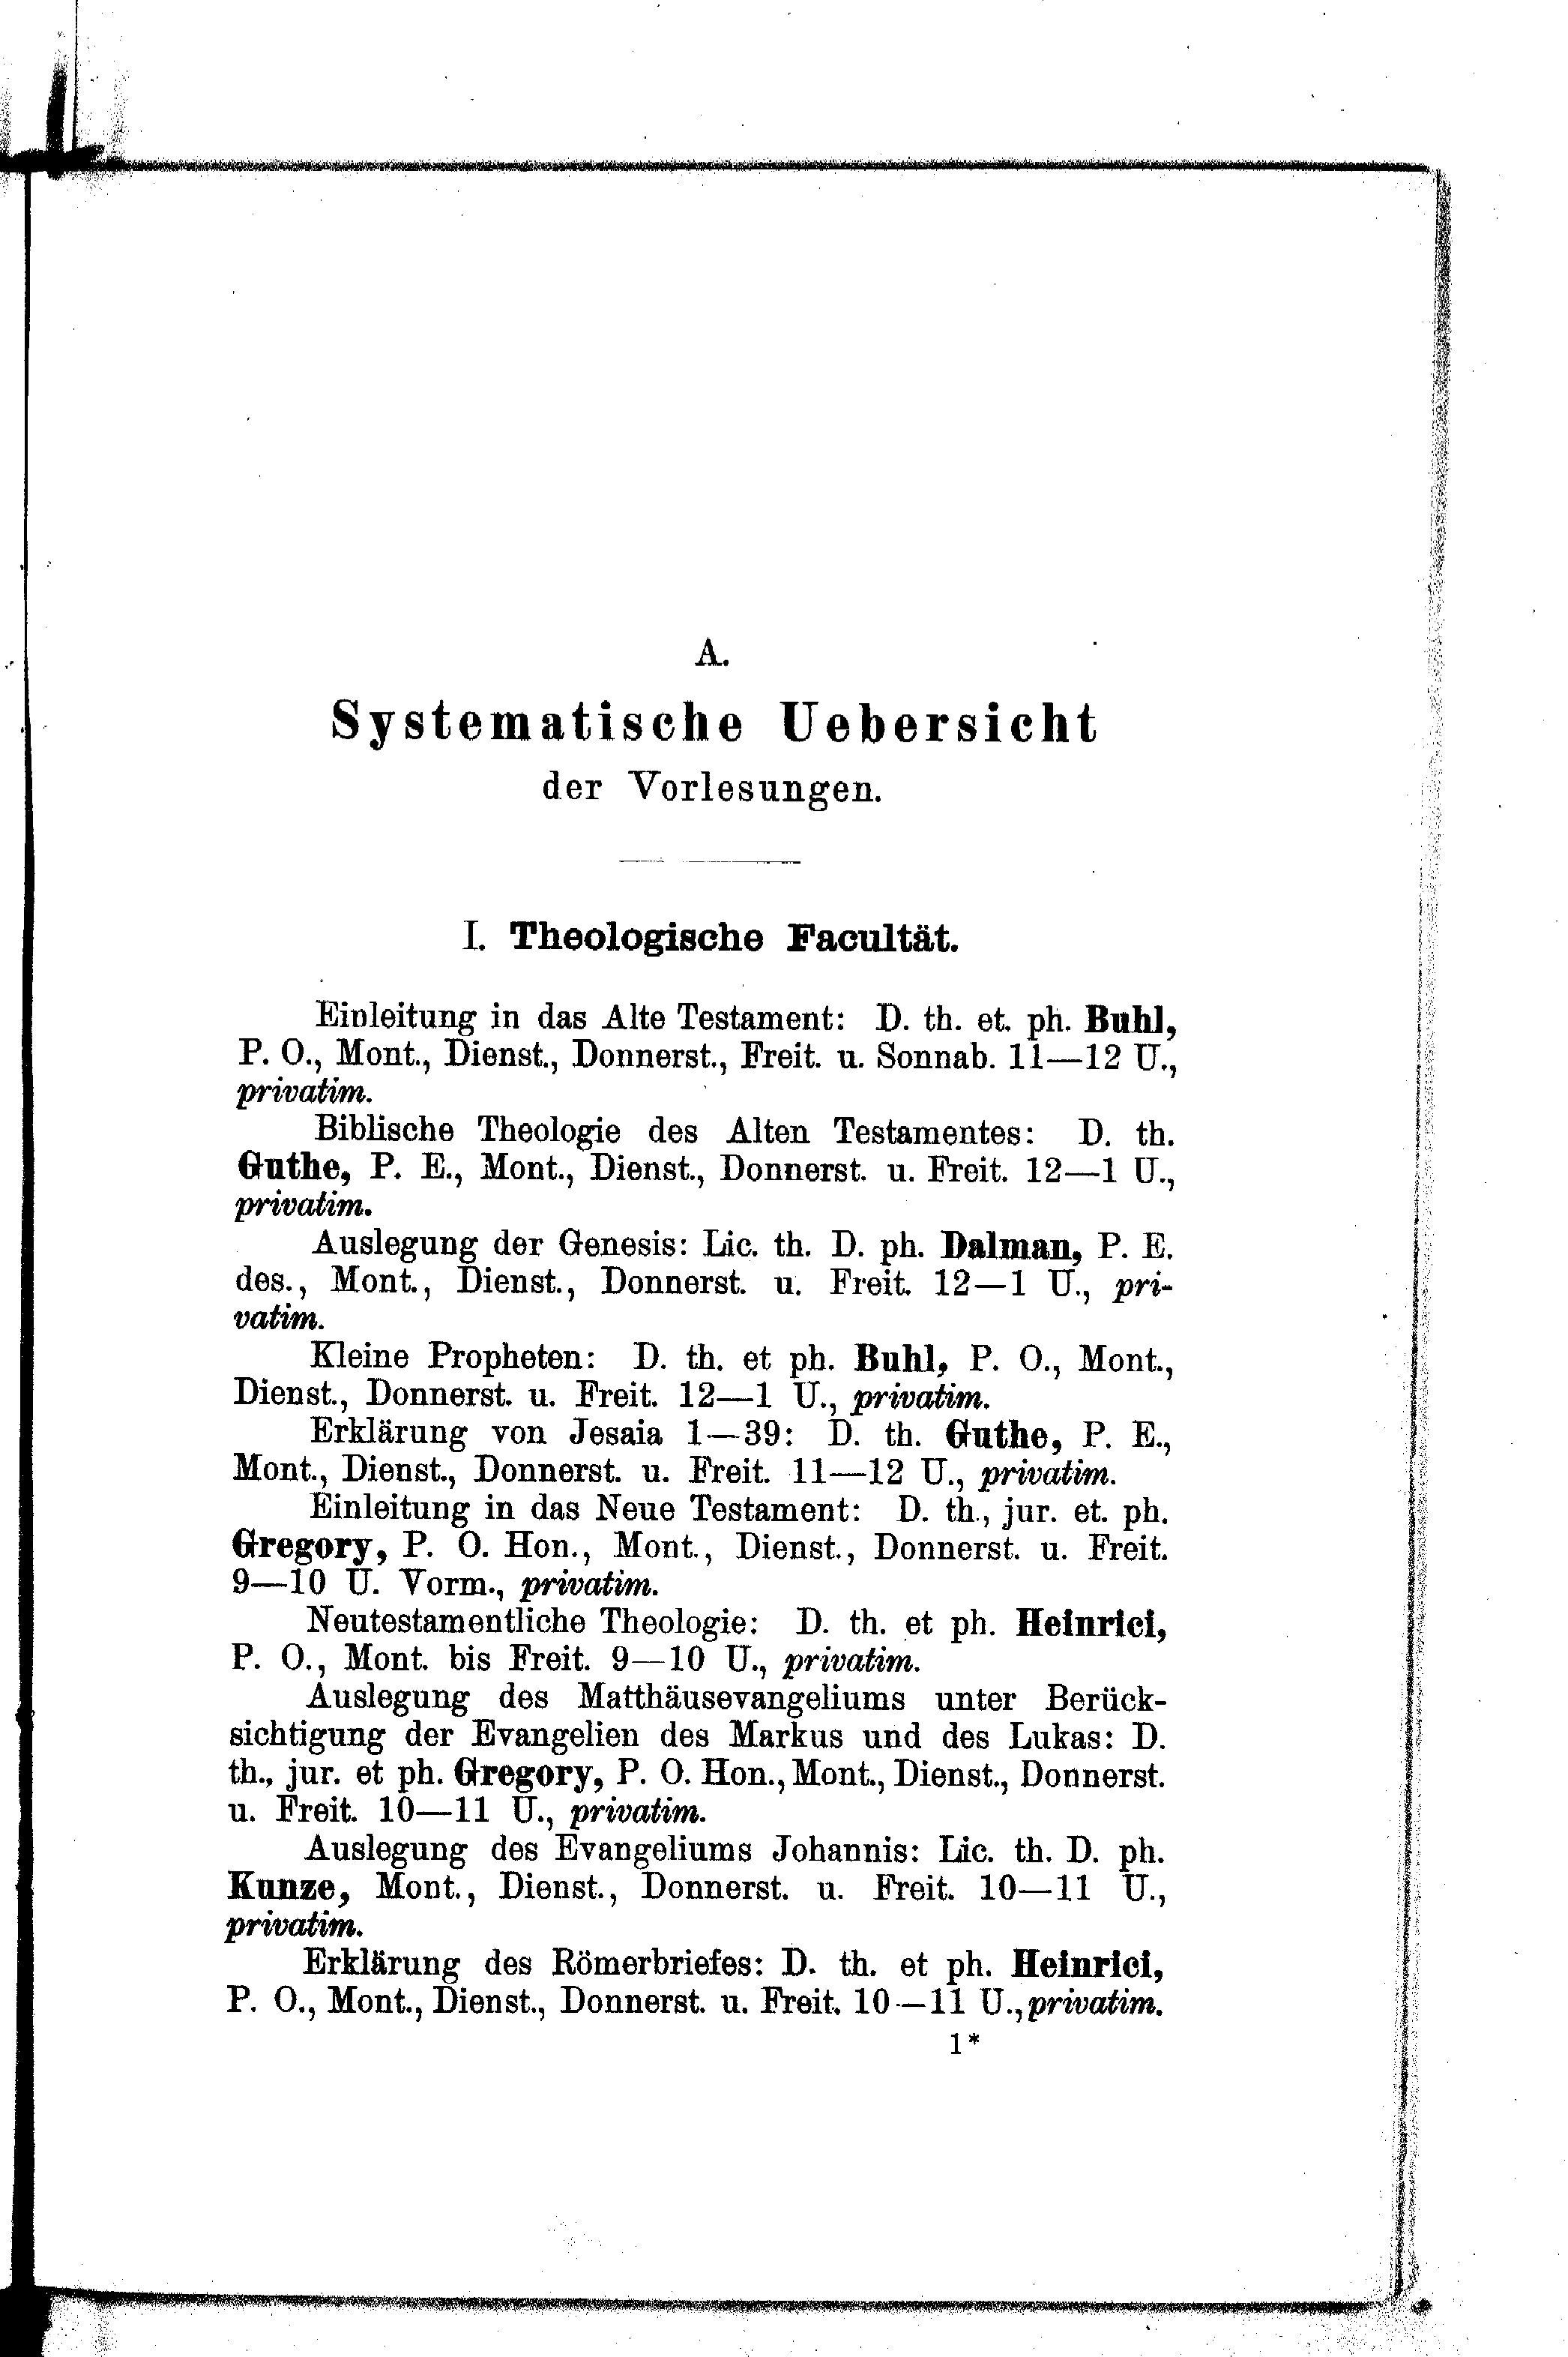 A.
Systematische Uebersicht
der Vorlesungen.
I. Theologische Facultät.
Einleitung in das Alte Testament: D. th. et. ph. Buhl,
P. O., Mont., Dienst., Donnerst., Freit. u. Sonnab. 11—12 U.,
privatim.
Biblische Theologie des Alten Testamentes: D. th.
Guthe, P. E., Mont., Dienst., Donnerst. u. Freit. 12—1 U.,
privatim.
Auslegung der Genesis: Lic. th. D. ph. Dalman, P. E.
des., Mont., Dienst., Donnerst. u. Freit. 12—1 U., pri-
vatim.
Kleine Propheten: D. th. et ph. Buhl, P. O., Mont.,
Dienst., Donnerst. u. Freit. 12—1 U., privatim.
Erklärung von Jesaia 1—39: D. th. Guthe, P. E.,
Mont., Dienst., Donnerst. u. Freit. 11—12 U., privatim.
Einleitung in das Neue Testament: D. th., jur. et. ph.
Gregory, P. O. Hon., Mont., Dienst., Donnerst. u. Freit.
9—10 U. Vorm., privatim.
Neutestamentliche Theologie: D. th. et ph. Heinrici,
P. O., Mont. bis Freit. 9—10 U., privatim.
Auslegung des Matthäusevangeliums unter Berück-
sichtigung der Evangelien des Markus und des Lukas: D.
th., jur. et ph. Gregory, P. O. Hon., Mont., Dienst., Donnerst.
u. Freit. 10—11 U., privatim.
Auslegung des Evangeliums Johannis: Lic. th. D. ph.
Kunze, Mont., Dienst., Donnerst. u. Freit. 10—11 U.,
privatim.
Erklärung des Römerbriefes: D. th. et ph. Heinrici,
P. O., Mont., Dienst., Donnerst. u. Freit. 10—11 U., privatim.
1*